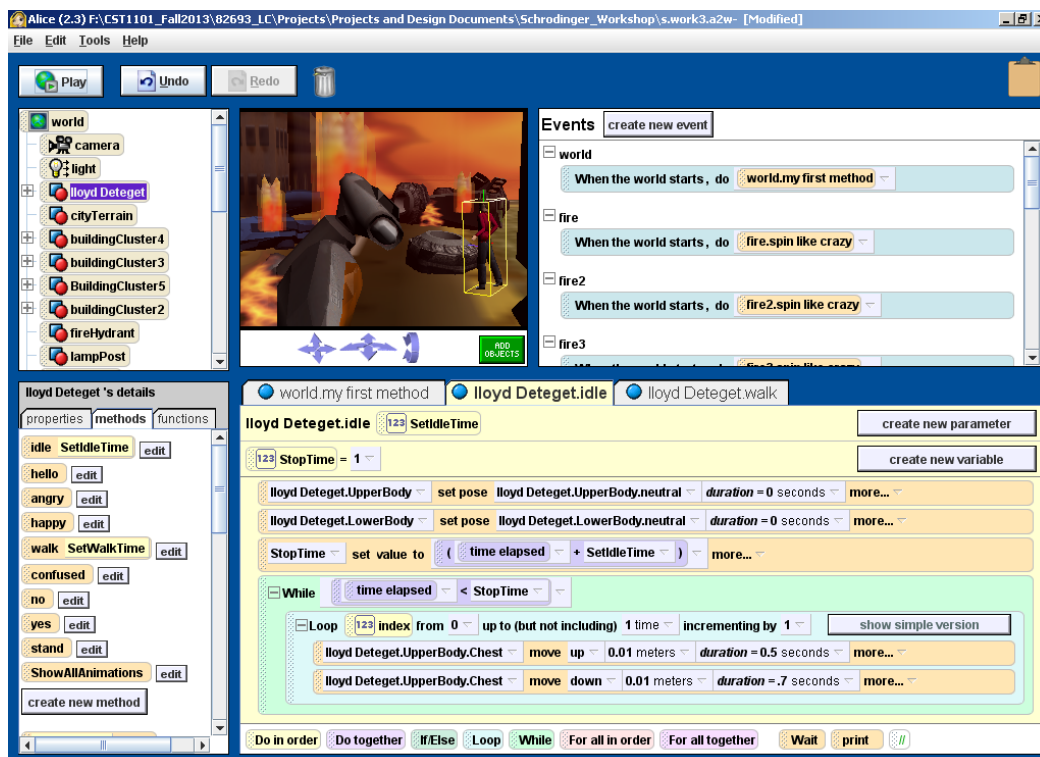 Alice (2.3) F:\CST1101_Fall2013\82693_LC\Projects\Projects and Design Documents\Schrodinger_Workshop\s.work3.a2w- [Modified]
File Edit Tools Help
Play Undo Redo
world
camera
light
lloyd Deteget
cityTerrain
buildingCluster4
buildingCluster3
BuildingCluster5
buildingCluster2
fireHydrant
lampPost
ADD OBJECTS
Events create new event
world
When the world starts, do world.my first method
fire
When the world starts, do fire.spin like crazy
fire2
When the world starts, do fire2.spin like crazy
fire3
lloyd Deteget 's details
properties methods functions
idle SetIdleTime edit
hello edit
angry edit
happy edit
walk SetWalkTime edit
confused edit
no edit
yes edit
stand edit
ShowAllAnimations edit
create new method
world.my first method lloyd Deteget.idle lloyd Deteget.walk
lloyd Deteget.idle 123 SetIdleTime create new parameter
123 StopTime = 1 create new variable
lloyd Deteget.UpperBody set pose lloyd Deteget.UpperBody.neutral duration = 0 seconds more...
lloyd Deteget.LowerBody set pose lloyd Deteget.LowerBody.neutral duration = 0 seconds more...
StopTime set value to ( time elapsed + SetIdleTime ) more...
While time elapsed < StopTime
Loop 123 index from 0 up to (but not including) 1 time incrementing by 1 show simple version
lloyd Deteget.UpperBody.Chest move up 0.01 meters duration = 0.5 seconds more...
lloyd Deteget.UpperBody.Chest move down 0.01 meters duration = .7 seconds more...
Do in order Do together If/Else Loop While For all in order For all together Wait print //